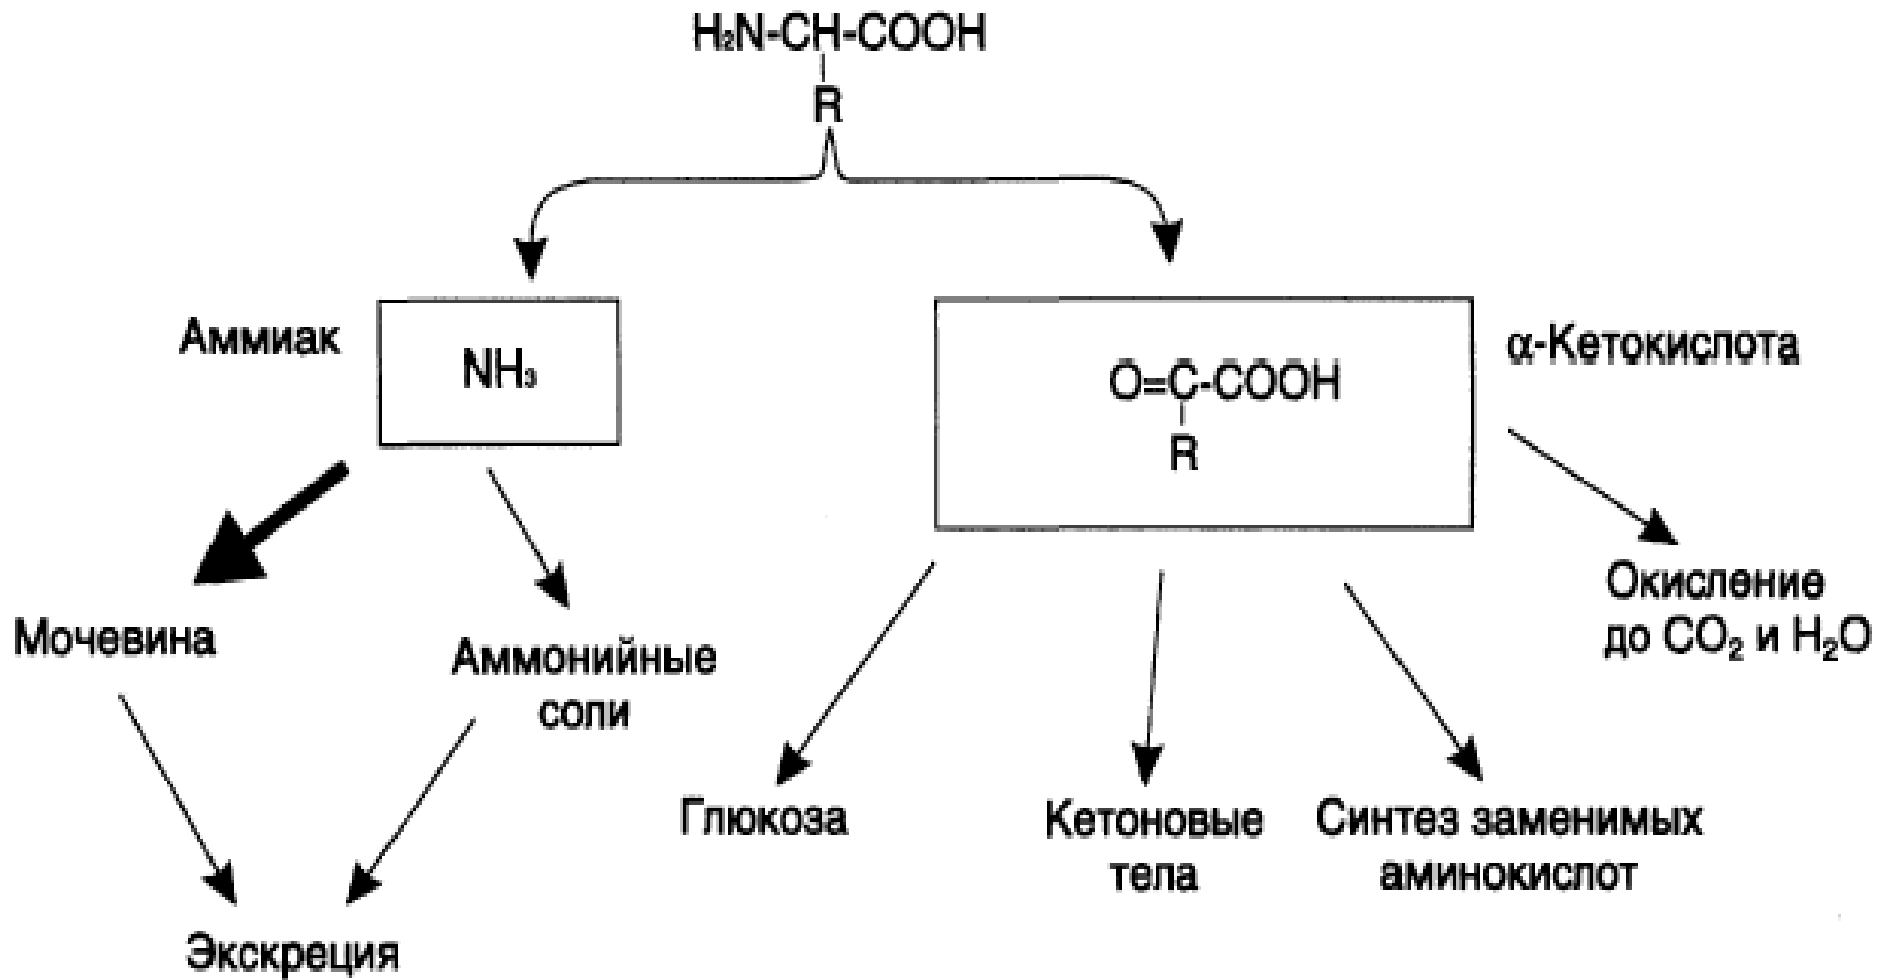 H₂N-CH-COOH
R
Аммиак
NH₃
O=C-COOH
R
α-Кетокислота
Мочевина
Аммонийные
соли
Экскреция
Глюкоза
Кетоновые
тела
Синтез заменимых
аминокислот
Окисление
до CO₂ и H₂O